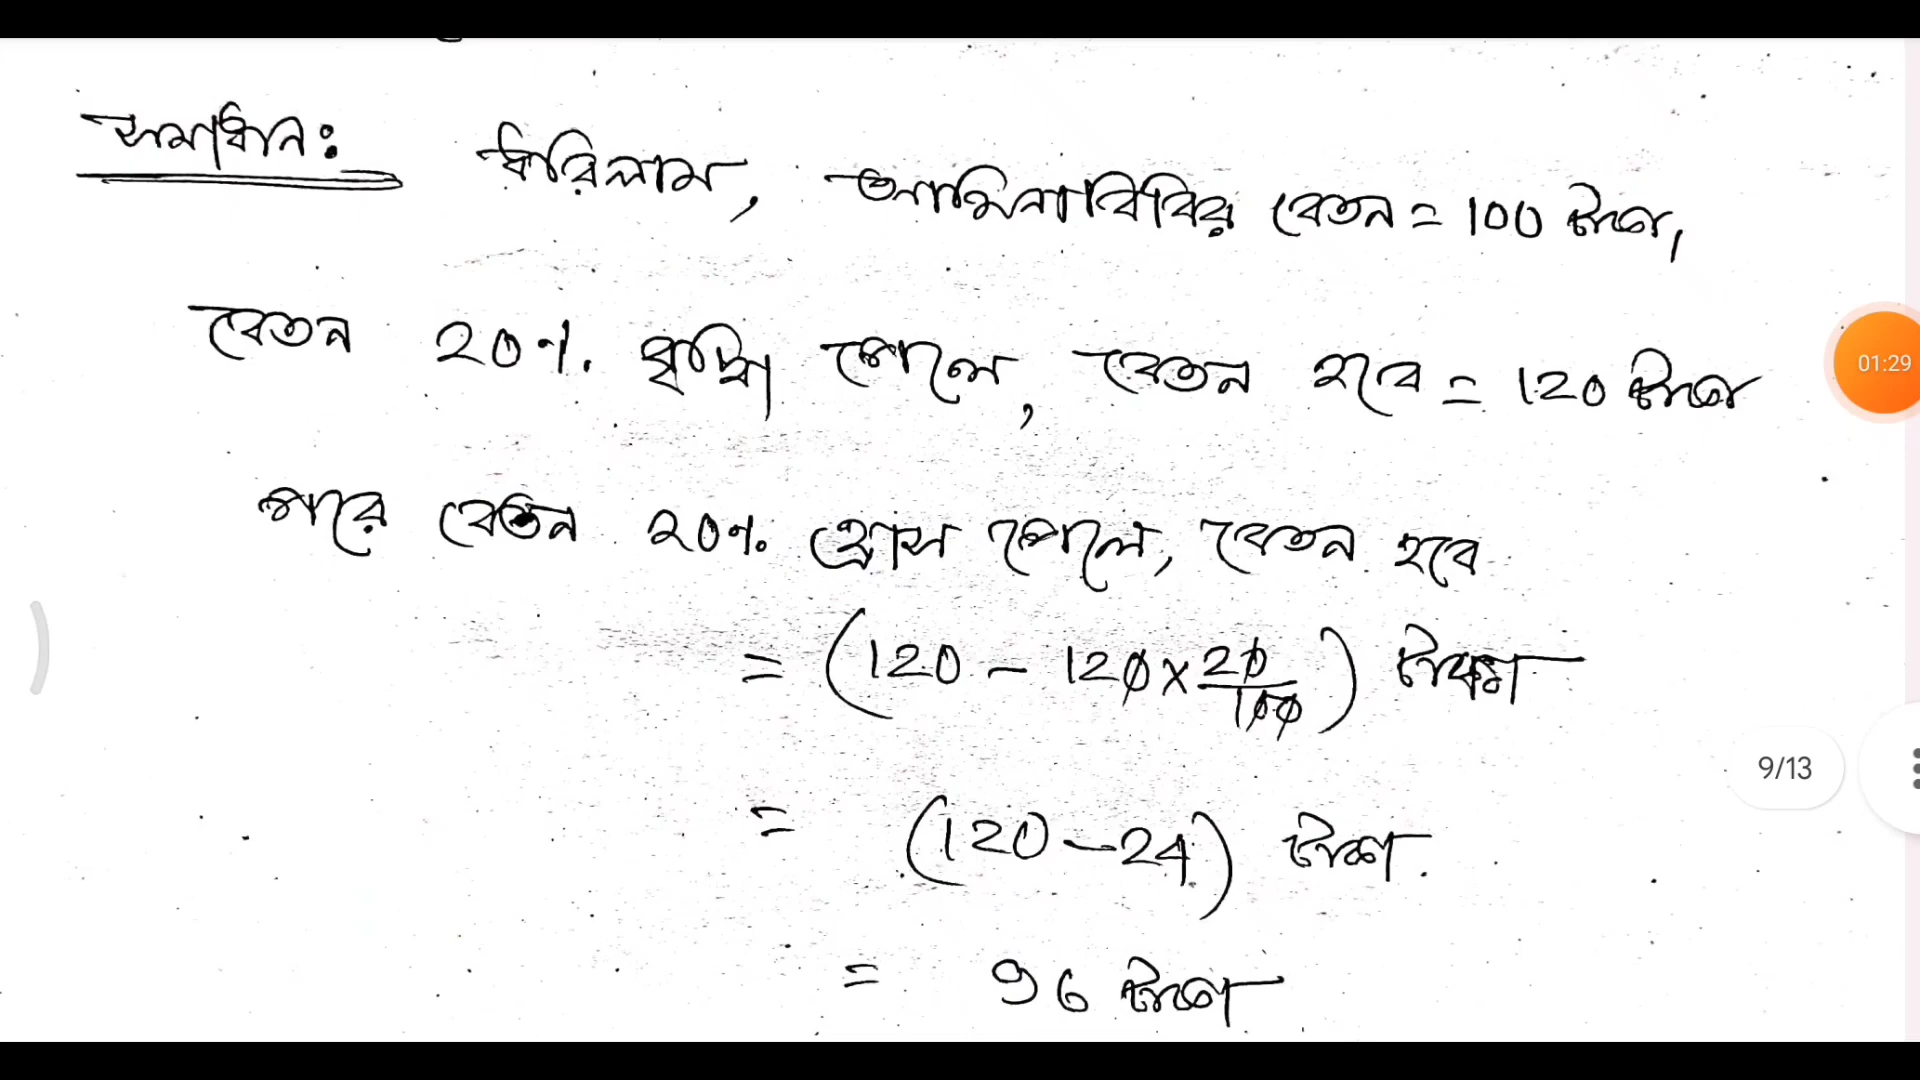 সমাধানঃ ধরিলাম, আমিনাবিবির বেতন = 100 টাকা,
বেতন 20%. বৃদ্ধি পেলে, বেতন হবে = 120 টাকা
01:29
পরে বেতন 20%. হ্রাস পেলে, বেতন হবে
= (120 - 120 × 20/100) টাকা
9/13
= (120 - 24) টাকা.
= 96 টাকা